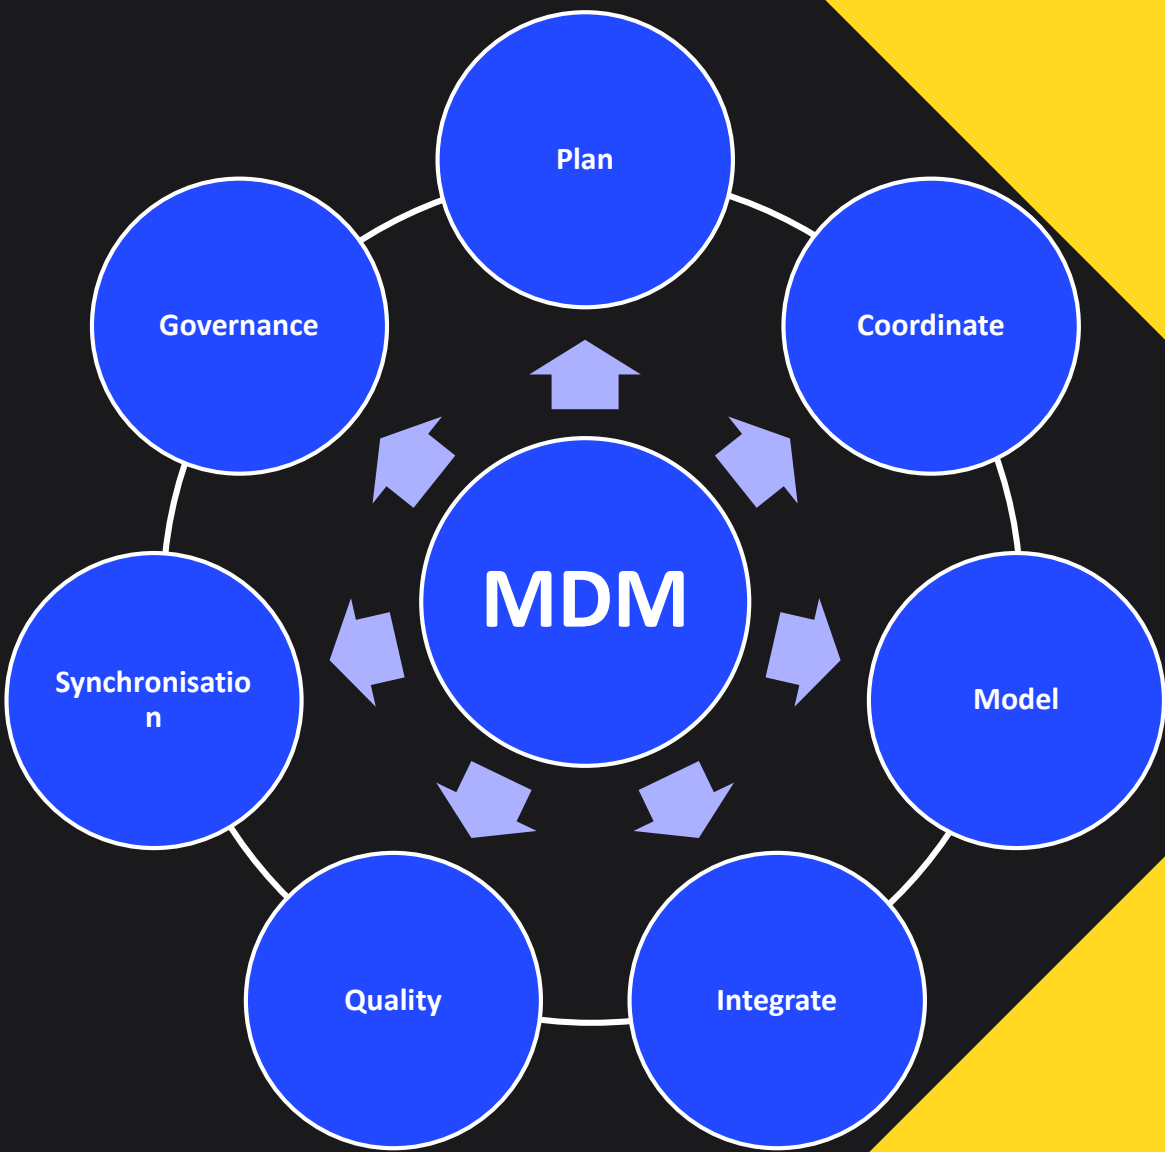 Plan
Coordinate
Model
Integrate
Quality
Synchronisatio
n
Governance
MDM